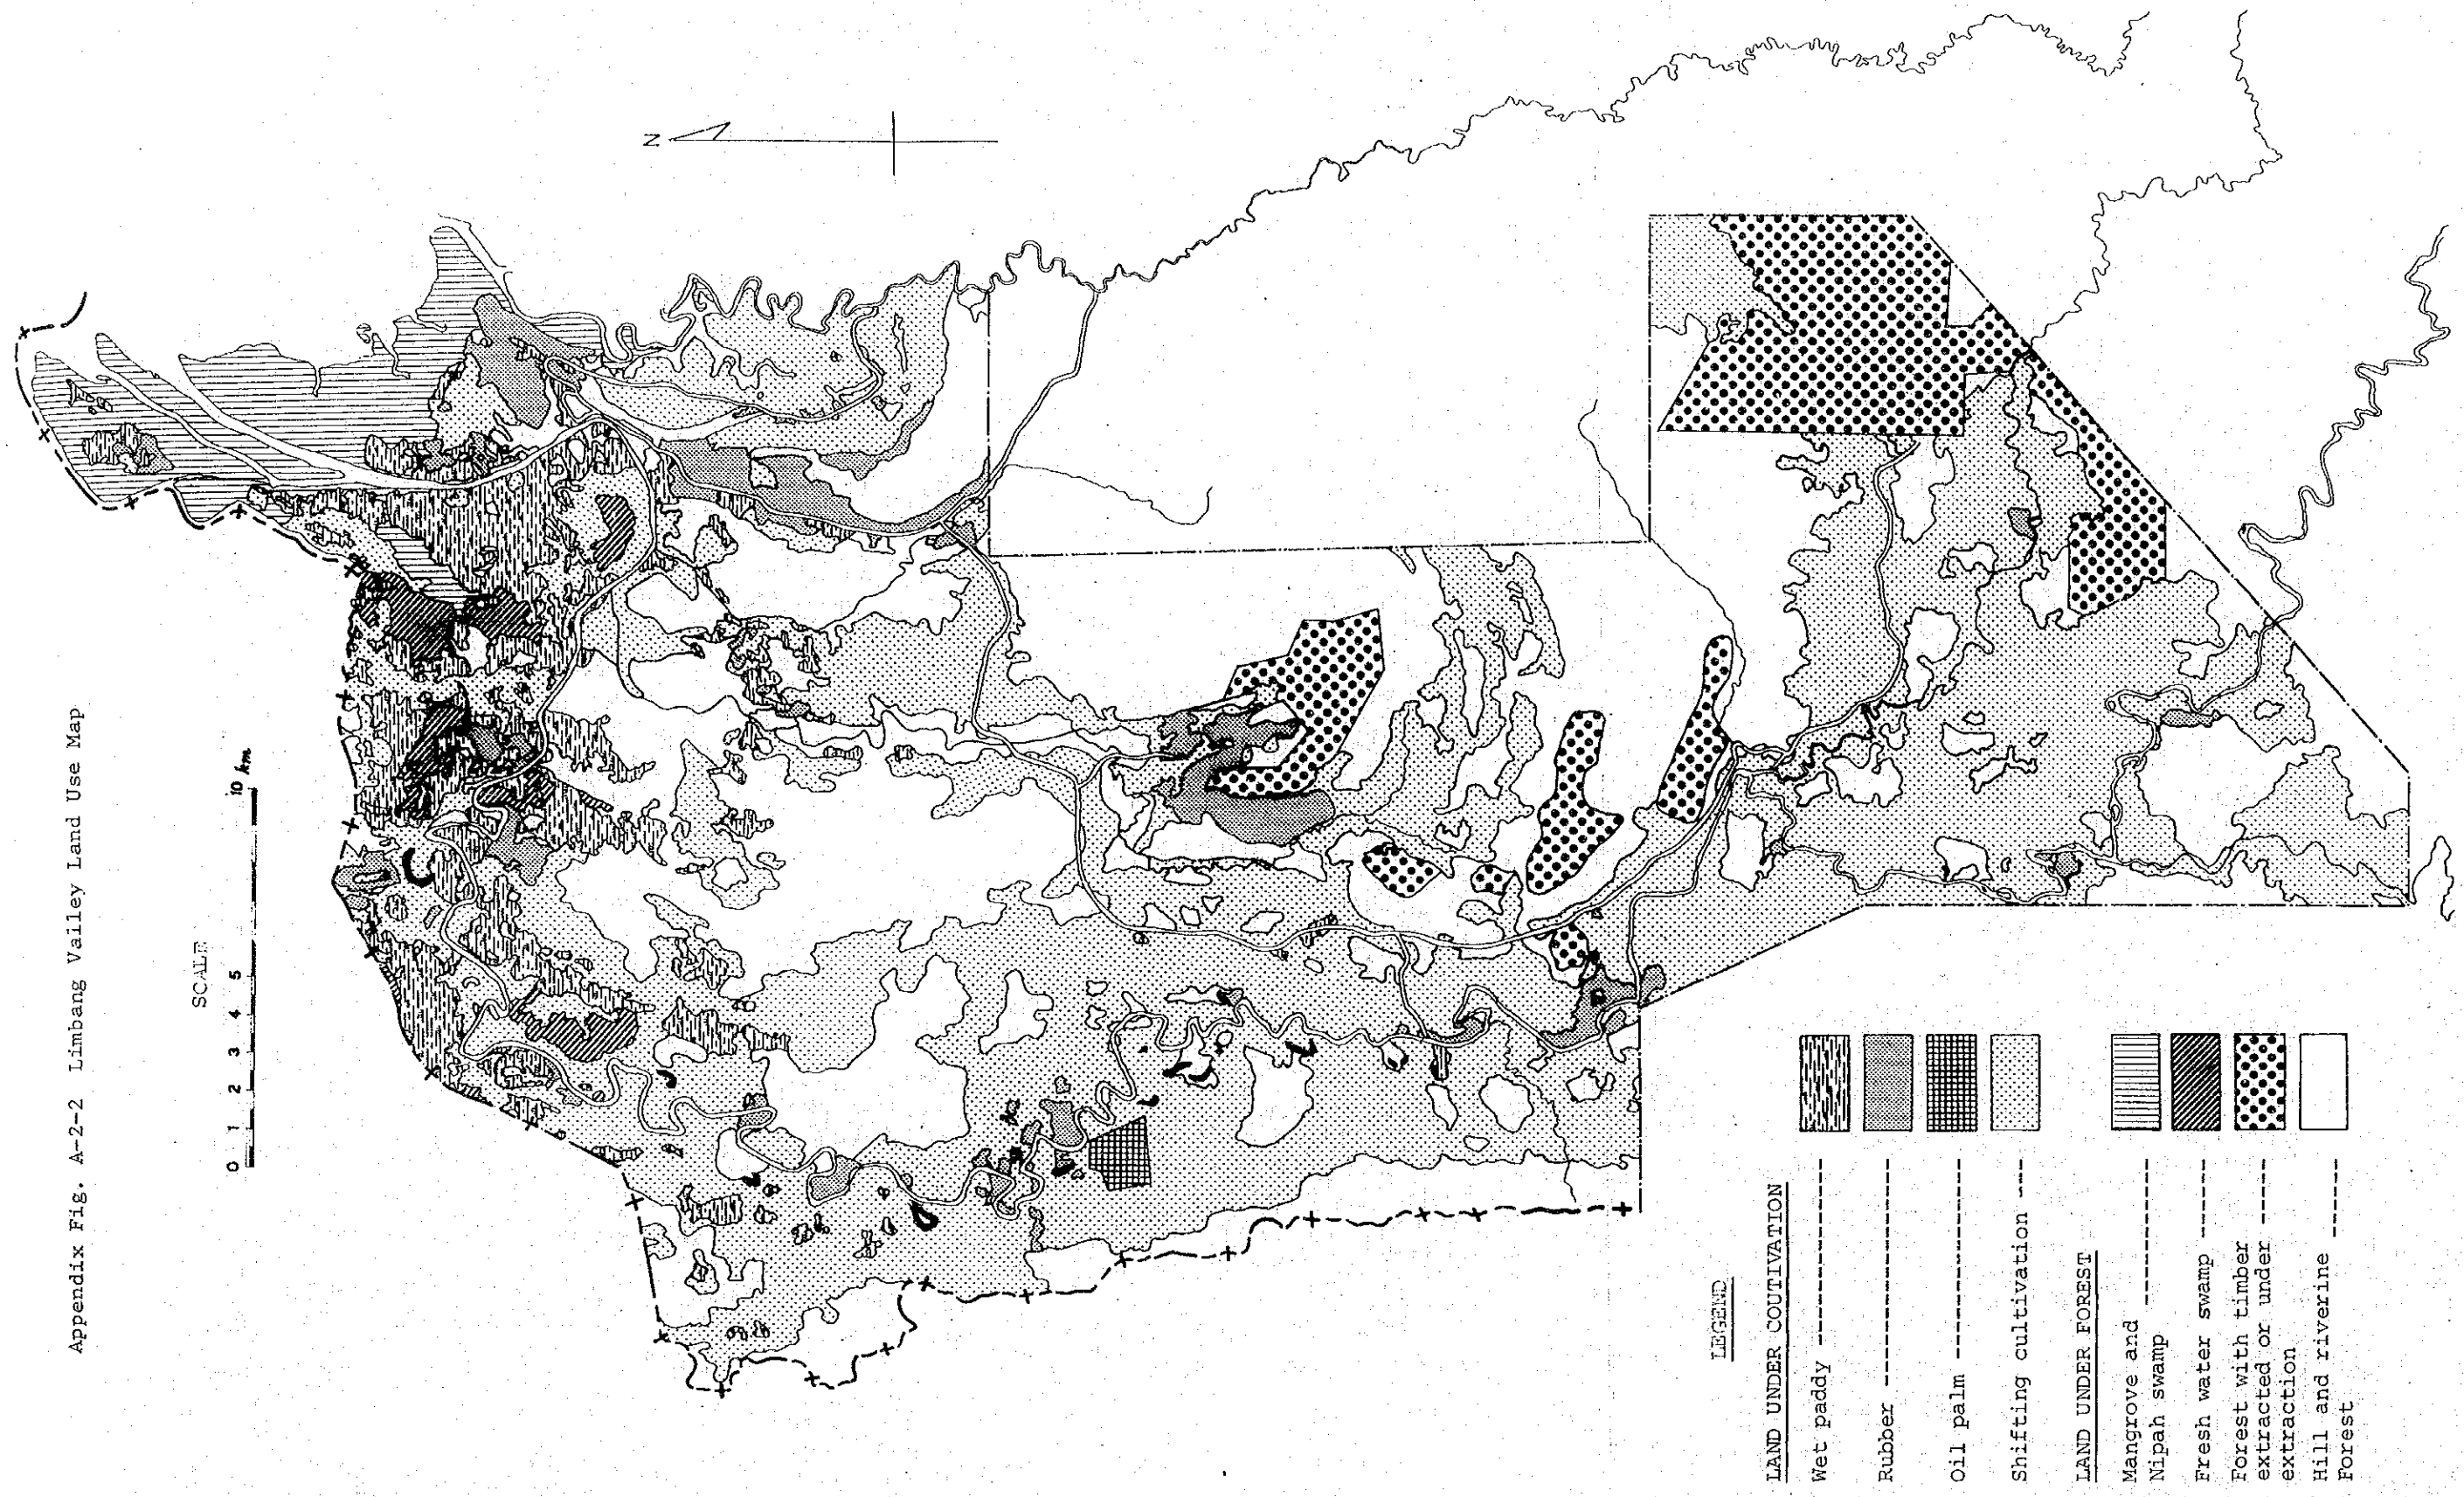 Appendix Fig. A-2-2 Limbang Valley Land Use Map
SCALE
0 1 2 3 4 5 10 km
N
LEGEND
LAND UNDER COUTIVATION
Wet paddy
Rubber
Oil palm
Shifting cultivation
LAND UNDER FOREST
Mangrove and
Nipah swamp
Fresh water swamp
Forest with timber
extracted or under
extraction
Hill and riverine
Forest